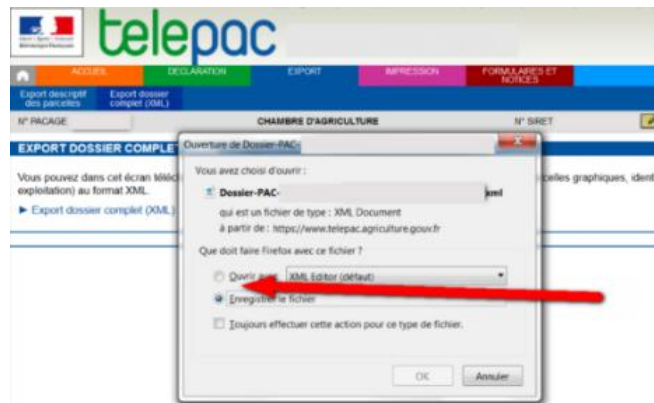 telepac
ACCUEIL DECLARATION EXPORT IMPRESSION FORMULAIRES ET NOTICES
Export descriptif des parcelles Export dossier complet (XML)
N° PACAGE CHAMBRE D'AGRICULTURE N° SIRET
EXPORT DOSSIER COMPLE
Ouverture de Dossier-PAC-
Vous pouvez dans cet écran téléc
celles graphiques, ident
exploitation) au format XML.
► Export dossier complet (XML)
Vous avez choisi d'ouvrir :
Dossier-PAC- xml
qui est un fichier de type : XML Document
à partir de : https://www.telepac.agriculture.gouv.fr
Que doit faire Firefox avec ce fichier ?
Ouvrir avec XML Editor (défaut)
Enregistrer le fichier
Toujours effectuer cette action pour ce type de fichier.
OK Annuler